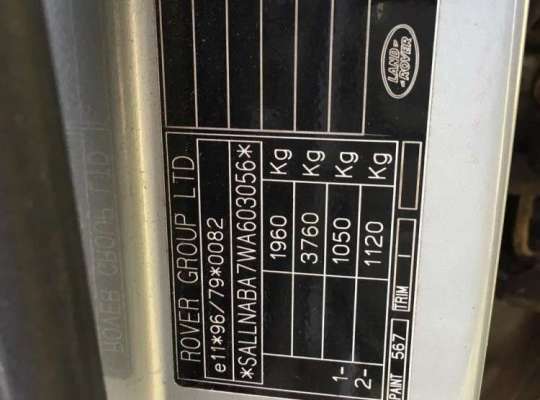 LAND
ROVER
ROVER GROUP LTD
e11*96/79*0082
*SALLNABA7WA603056*
1960 Kg
3760 Kg
1- 1050 Kg
2- 1120 Kg
PAINT 567 TRIM